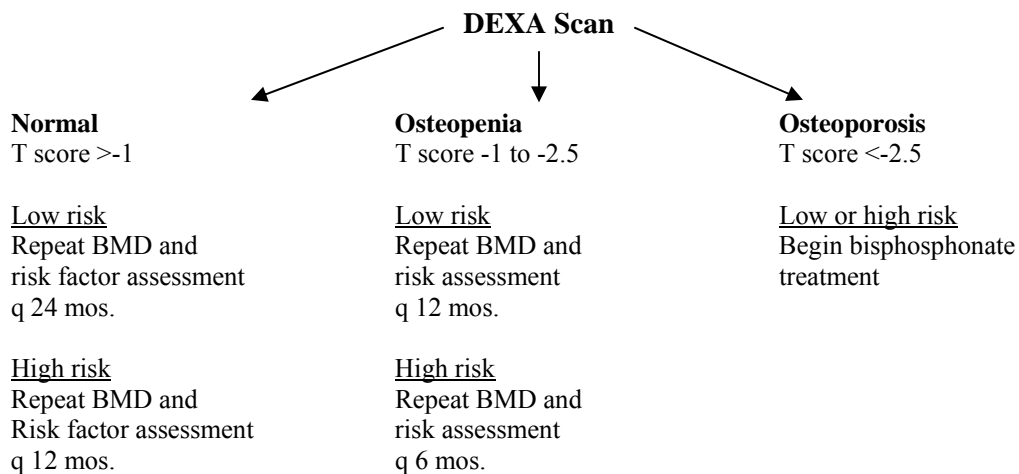 DEXA Scan
Normal
T score >-1
Low risk
Repeat BMD and
risk factor assessment
q 24 mos.
High risk
Repeat BMD and
Risk factor assessment
q 12 mos.
Osteopenia
T score -1 to -2.5
Low risk
Repeat BMD and
risk assessment
q 12 mos.
High risk
Repeat BMD and
risk assessment
q 6 mos.
Osteoporosis
T score <-2.5
Low or high risk
Begin bisphosphonate
treatment